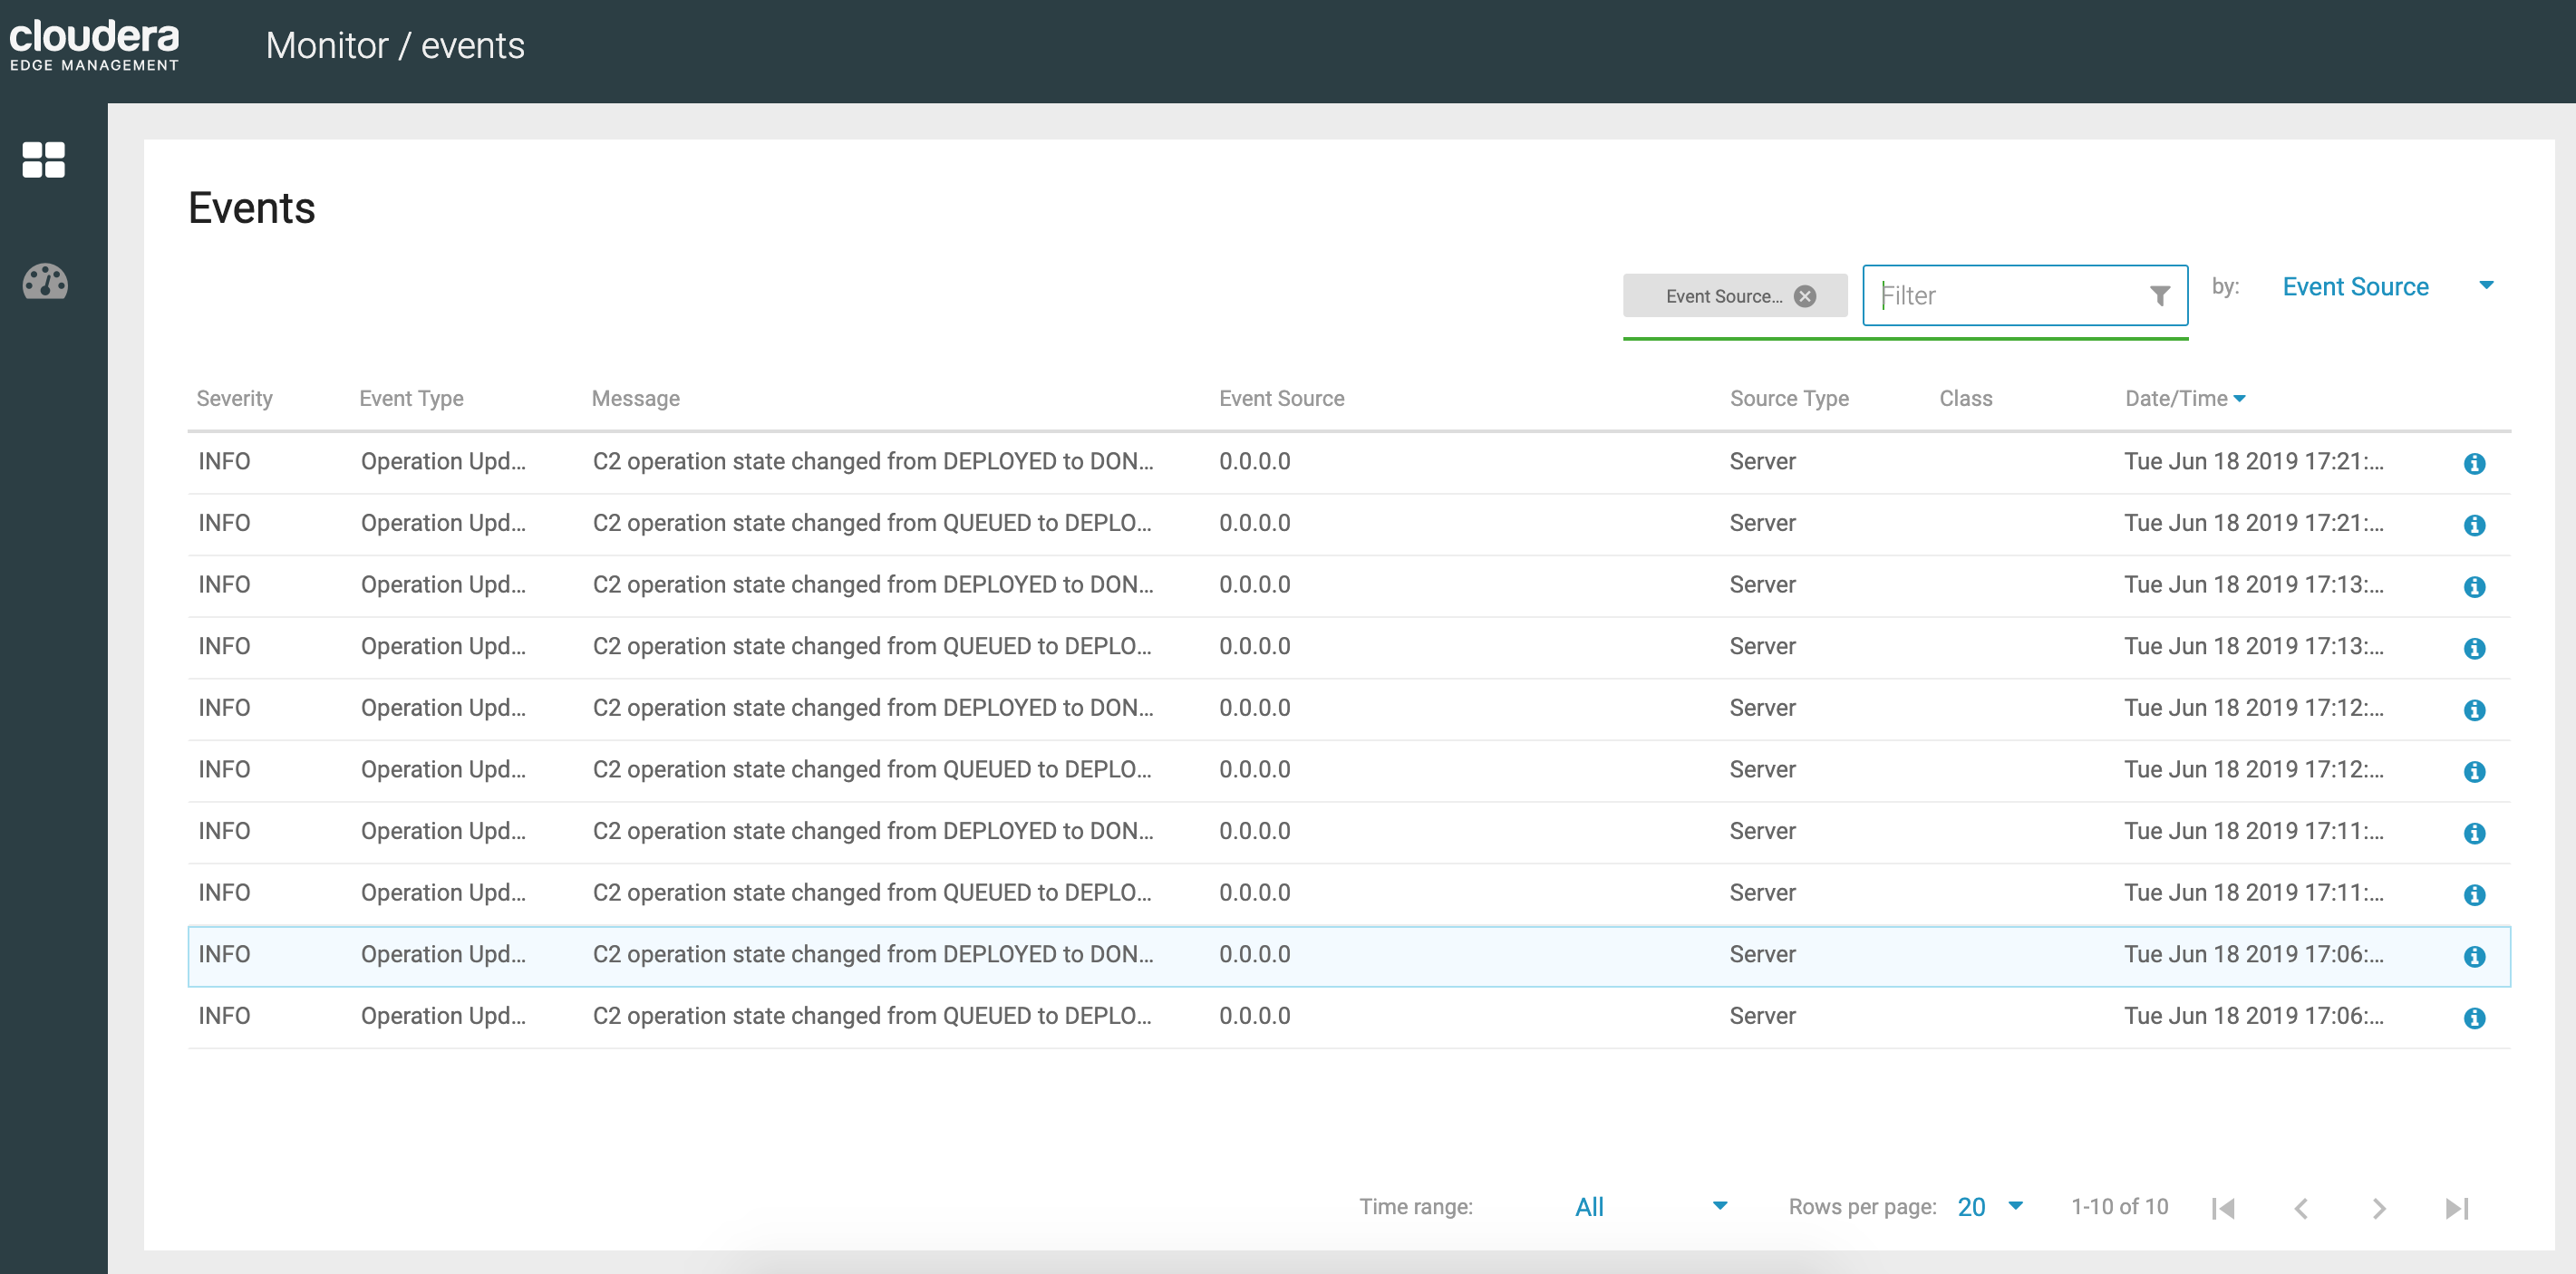 cloudera
EDGE MANAGEMENT
Monitor / events
Events
Event Source... Filter by: Event Source
Severity Event Type Message Event Source Source Type Class Date/Time
INFO Operation Upd... C2 operation state changed from DEPLOYED to DON... 0.0.0.0 Server Tue Jun 18 2019 17:21:...
INFO Operation Upd... C2 operation state changed from QUEUED to DEPLO... 0.0.0.0 Server Tue Jun 18 2019 17:21:...
INFO Operation Upd... C2 operation state changed from DEPLOYED to DON... 0.0.0.0 Server Tue Jun 18 2019 17:13:...
INFO Operation Upd... C2 operation state changed from QUEUED to DEPLO... 0.0.0.0 Server Tue Jun 18 2019 17:13:...
INFO Operation Upd... C2 operation state changed from DEPLOYED to DON... 0.0.0.0 Server Tue Jun 18 2019 17:12:...
INFO Operation Upd... C2 operation state changed from QUEUED to DEPLO... 0.0.0.0 Server Tue Jun 18 2019 17:12:...
INFO Operation Upd... C2 operation state changed from DEPLOYED to DON... 0.0.0.0 Server Tue Jun 18 2019 17:11:...
INFO Operation Upd... C2 operation state changed from QUEUED to DEPLO... 0.0.0.0 Server Tue Jun 18 2019 17:11:...
INFO Operation Upd... C2 operation state changed from DEPLOYED to DON... 0.0.0.0 Server Tue Jun 18 2019 17:06:...
INFO Operation Upd... C2 operation state changed from QUEUED to DEPLO... 0.0.0.0 Server Tue Jun 18 2019 17:06:...
Time range: All Rows per page: 20 1-10 of 10